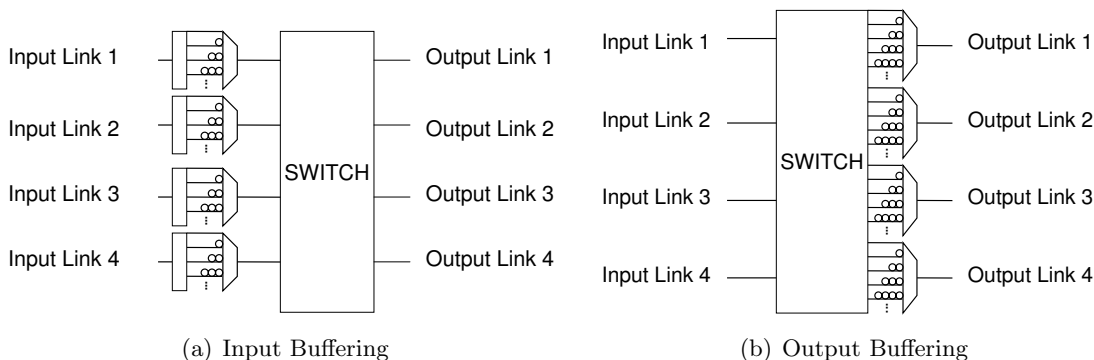 Input Link 1
Input Link 2
Input Link 3
Input Link 4
SWITCH
Output Link 1
Output Link 2
Output Link 3
Output Link 4
(a) Input Buffering
Input Link 1
Input Link 2
Input Link 3
Input Link 4
SWITCH
Output Link 1
Output Link 2
Output Link 3
Output Link 4
(b) Output Buffering